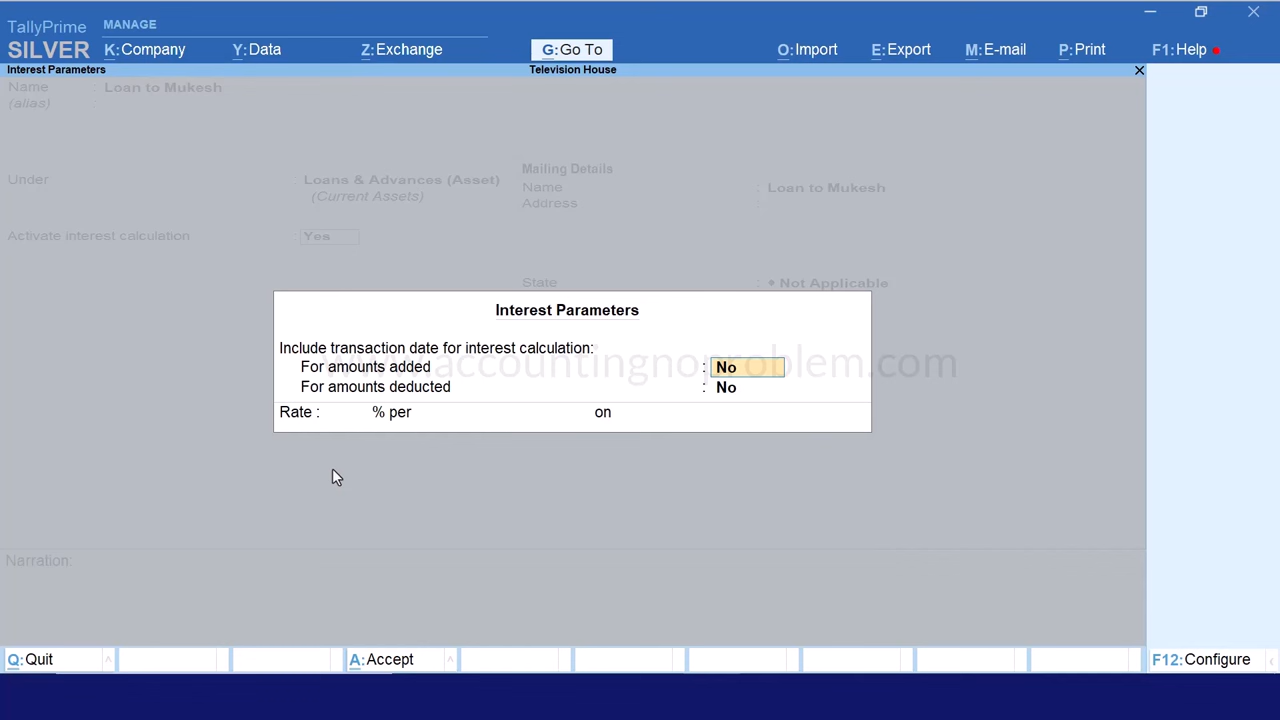 TallyPrime
MANAGE
SILVER
K:Company
Y:Data
Z:Exchange
G:Go To
O:Import
E:Export
M:E-mail
P:Print
F1:Help
Interest Parameters
Television House
Name : Loan to Mukesh
(alias) :
Under : Loans & Advances (Asset)
(Current Assets)
Mailing Details
Name : Loan to Mukesh
Address :
Activate interest calculation : Yes
State : ♦ Not Applicable
Interest Parameters
Include transaction date for interest calculation:
For amounts added : No
For amounts deducted : No
Rate : % per on
www.accountingnoproblem.com
Narration:
Q:Quit
A:Accept
F12:Configure